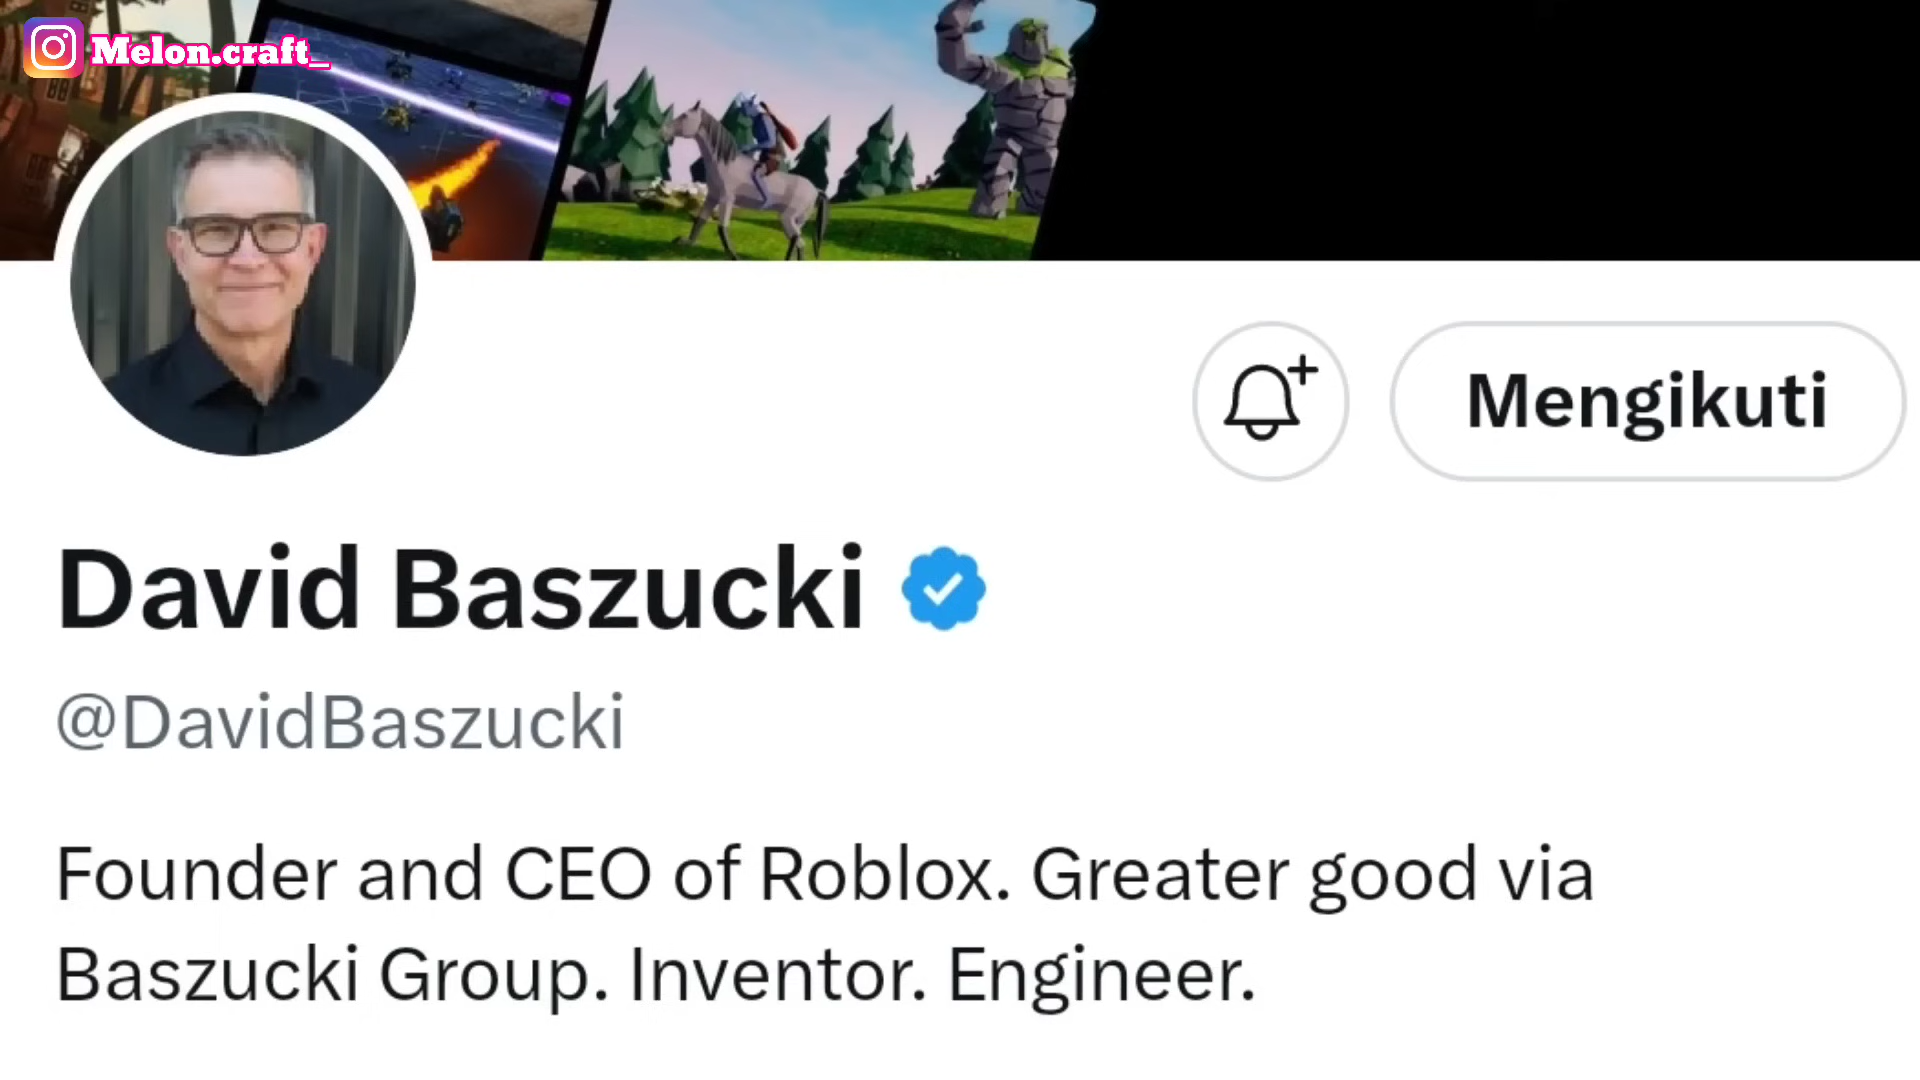 Melon.craft_
Mengikuti
David Baszucki
@DavidBaszucki
Founder and CEO of Roblox. Greater good via
Baszucki Group. Inventor. Engineer.